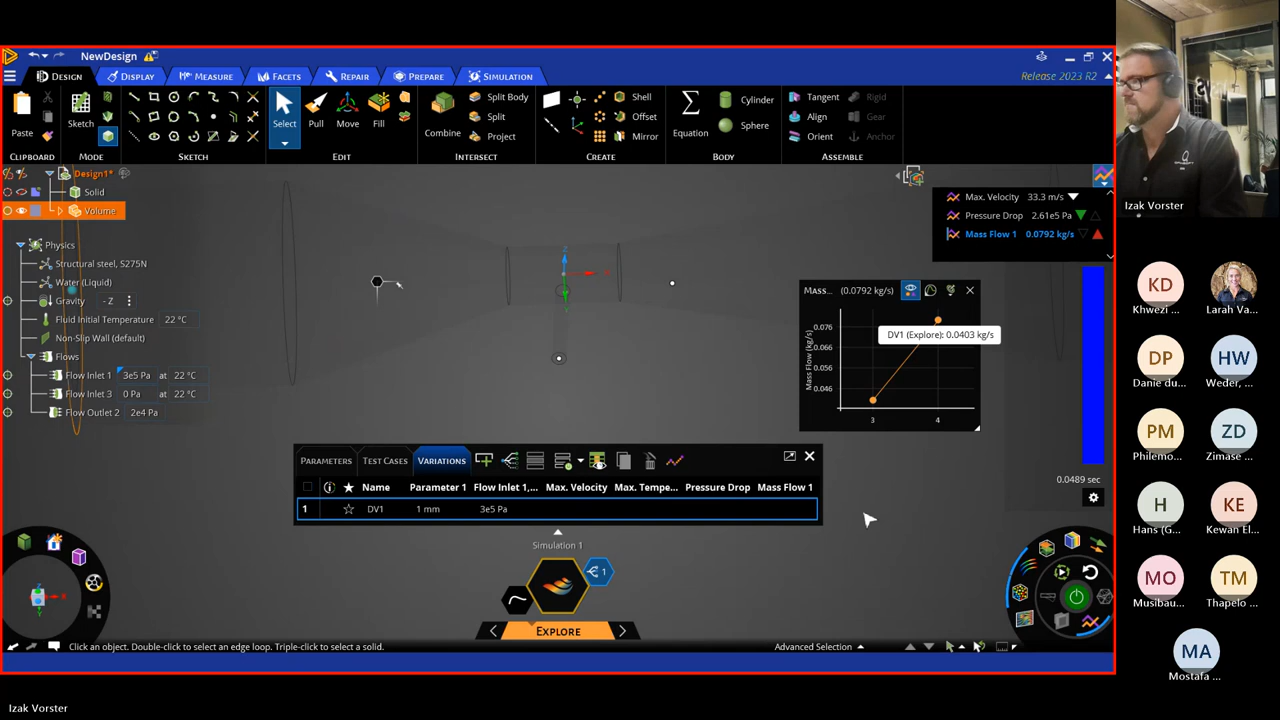 NewDesign
DESIGN DISPLAY MEASURE FACETS REPAIR PREPARE SIMULATION Release 2023 R2
Paste Sketch Select Pull Move Fill Combine Split Body Split Project Shell Offset Mirror Equation Cylinder Sphere Tangent Align Orient Rigid Gear Anchor
CLIPBOARD MODE SKETCH EDIT INTERSECT CREATE BODY ASSEMBLE
Design1*
Solid
Volume
Physics
Structural steel, S275N
Water (Liquid)
Gravity - Z
Fluid Initial Temperature 22 °C
Non-Slip Wall (default)
Flows
Flow Inlet 1 3e5 Pa at 22 °C
Flow Inlet 3 0 Pa at 22 °C
Flow Outlet 2 2e4 Pa
Max. Velocity 33.3 m/s
Pressure Drop 2.61e5 Pa
Mass Flow 1 0.0792 kg/s
MASS... (0.0792 kg/s)
Mass Flow (kg/s)
0.076
0.066
0.056
0.046
3 4
DV1 (Explore): 0.0403 kg/s
0.0489 sec
PARAMETERS TEST CASES VARIATIONS
Name Parameter 1 Flow Inlet 1,... Max. Velocity Max. Tempe... Pressure Drop Mass Flow 1
1 DV1 1 mm 3e5 Pa
Simulation 1
1
EXPLORE
Click an object. Double-click to select an edge loop. Triple-click to select a solid.
Advanced Selection
Izak Vorster
KD
Khwezi ...
Larah Va...
DP
Danie du...
HW
Weder, ...
PM
Philemo...
ZD
Zimase ...
H
Hans (G...
KE
Kewan El...
MO
Musibau...
TM
Thapelo ...
MA
Mostafa ...
Izak Vorster